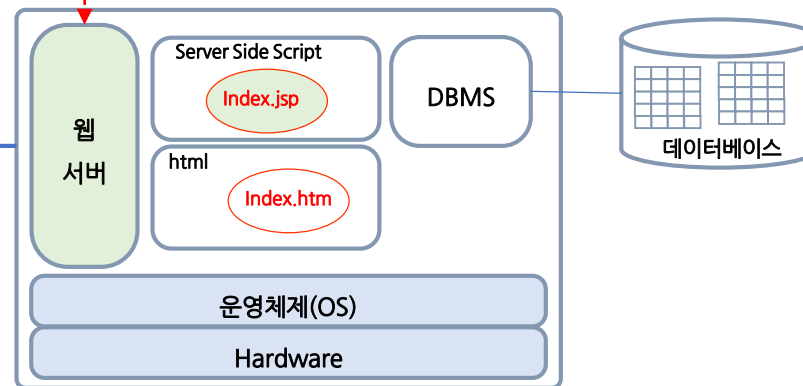 웹
서버
Server Side Script
Index.jsp
html
Index.htm
DBMS
데이터베이스
운영체제(OS)
Hardware